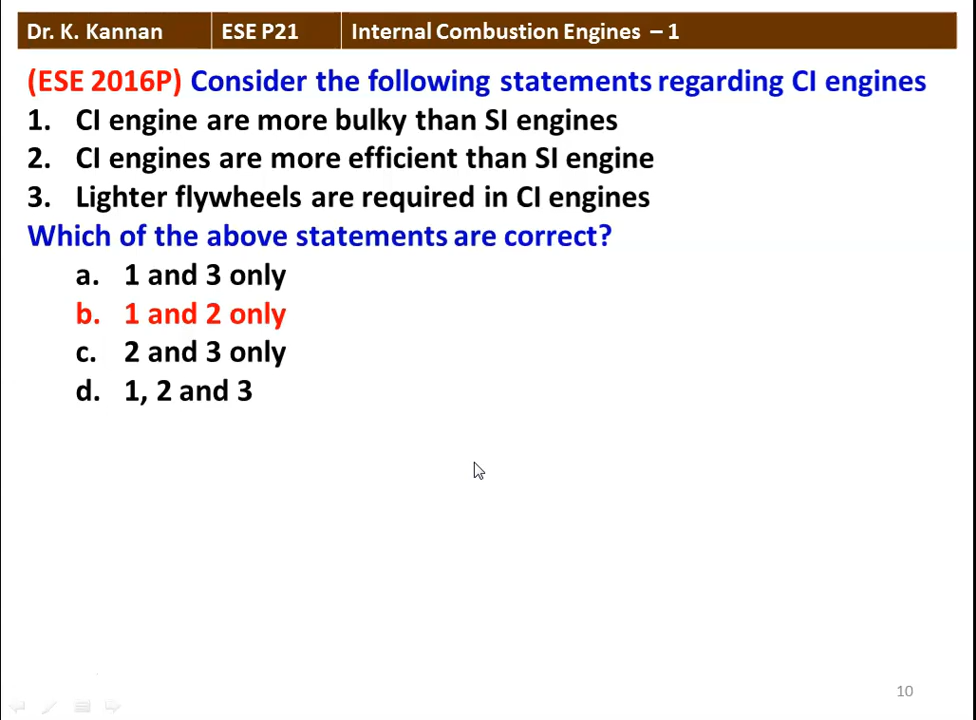 Dr. K. Kannan ESE P21 Internal Combustion Engines – 1
(ESE 2016P) Consider the following statements regarding CI engines
1. CI engine are more bulky than SI engines
2. CI engines are more efficient than SI engine
3. Lighter flywheels are required in CI engines
Which of the above statements are correct?
a. 1 and 3 only
b. 1 and 2 only
c. 2 and 3 only
d. 1, 2 and 3
10